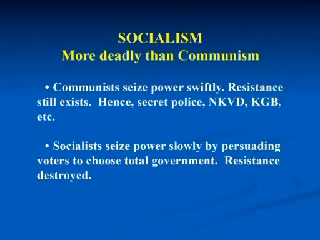 SOCIALISM
More deadly than Communism
• Communists seize power swiftly. Resistance
still exists. Hence, secret police, NKVD, KGB,
etc.
• Socialists seize power slowly by persuading
voters to choose total government. Resistance
destroyed.